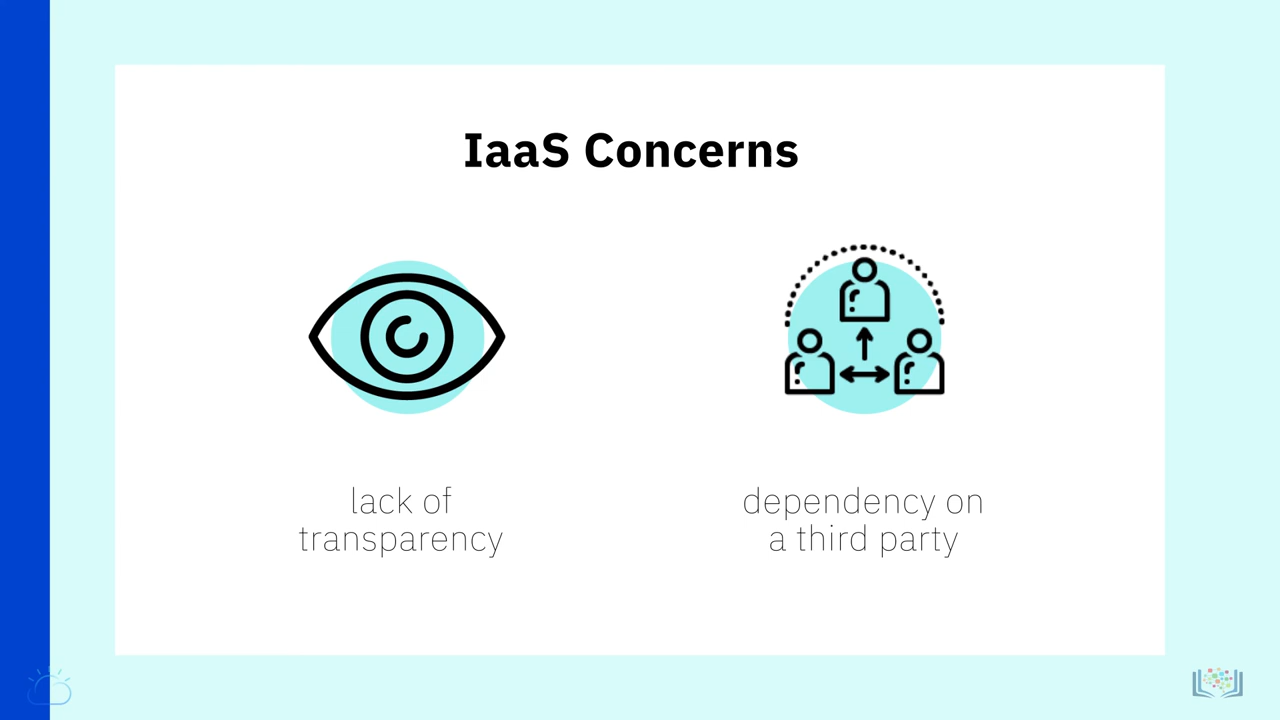 IaaS Concerns
lack of
transparency
dependency on
a third party